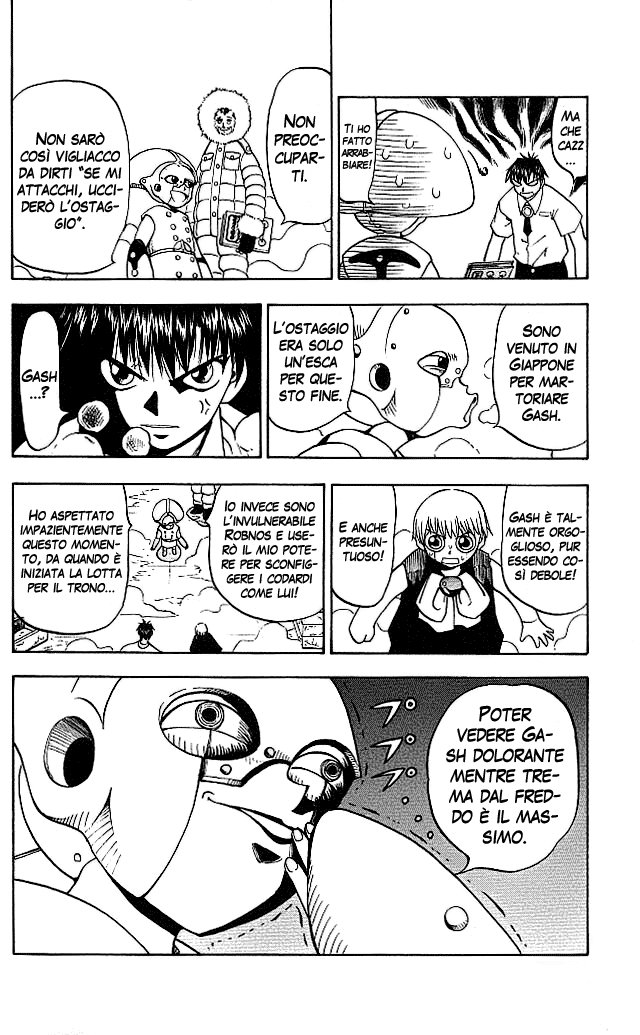 MA
CHE
CAZZ
...
TI HO
FATTO
ARRAB-
BIARE!
NON
PREOC-
CUPAR-
TI.
NON SARÒ
COSÌ VIGLIACCO
DA DIRTI "SE MI
ATTACCHI, UCCI-
DERÒ L'OSTAG-
GIO".
SONO
VENUTO IN
GIAPPONE
PER MAR-
TORIARE
GASH.
L'OSTAGGIO
ERA SOLO
UN'ESCA
PER QUE-
STO FINE.
GASH
...?
GASH È TAL-
MENTE ORGO-
GLIOSO, PUR
ESSENDO CO-
SÌ DEBOLE!
E ANCHE
PRESUN-
TUOSO!
IO INVECE SONO
L'INVULNERABILE
ROBNOS E USE-
RÒ IL MIO POTE-
RE PER SCONFIG-
GERE I CODARDI
COME LUI!
HO ASPETTATO
IMPAZIENTEMENTE
QUESTO MOMEN-
TO, DA QUANDO È
INIZIATA LA LOTTA
PER IL TRONO...
POTER
VEDERE GA-
SH DOLORANTE
MENTRE TRE-
MA DAL FRED-
DO È IL MAS-
SIMO.
プ
プ
プ